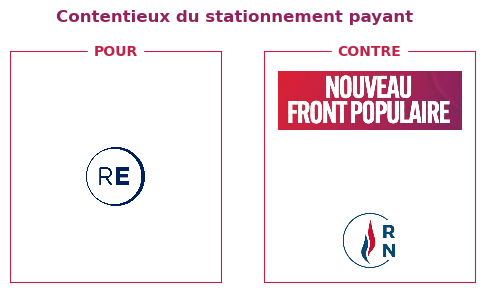 Contentieux du stationnement payant
POUR
RE
CONTRE
NOUVEAU
FRONT POPULAIRE
R
N